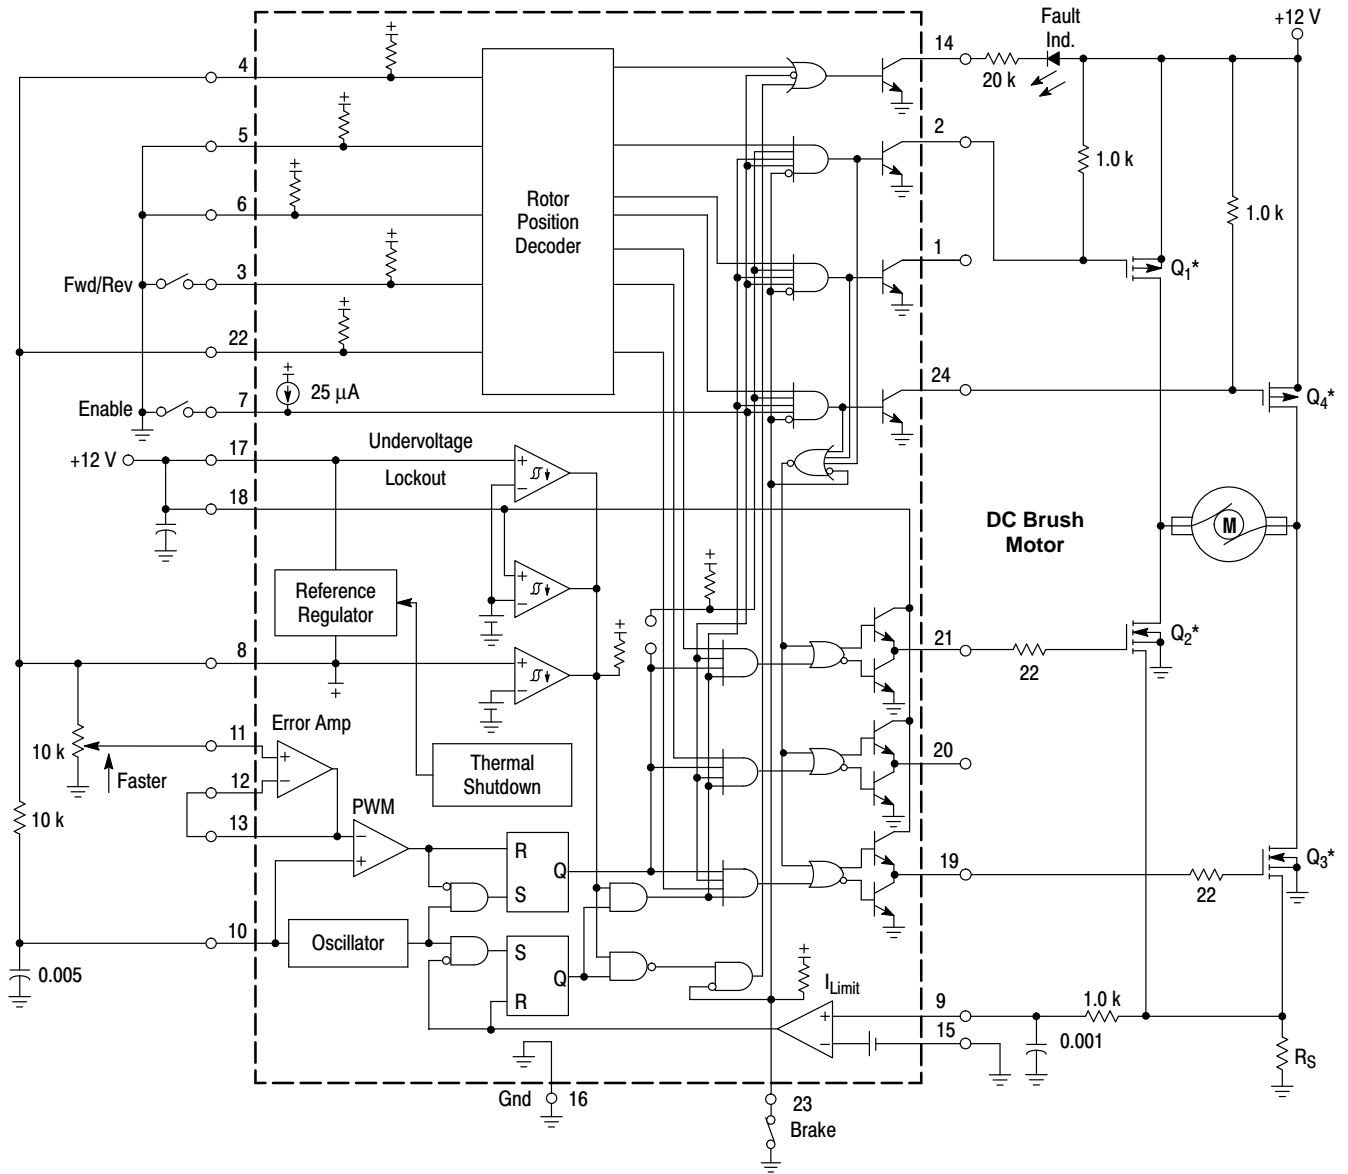 Fault
Ind.
+12 V
4
14
20 k
5
2
1.0 k
Rotor
Position
Decoder
6
1.0 k
3
1
Fwd/Rev
Q1*
22
24
25 μA
Enable
7
Q4*
17
Undervoltage
+12 V
Lockout
+
−
18
DC Brush
Motor
M
+
−
Reference
Regulator
21
Q2*
22
8
+
−
Error Amp
11
10 k
+
Faster
Thermal
Shutdown
20
12
−
PWM
13
10 k
−
+
R
Q
S
19
Q3*
22
10
Oscillator
S
Q
R
0.005
ILimit
9
1.0 k
+
−
15
0.001
RS
Gnd
16
23
Brake